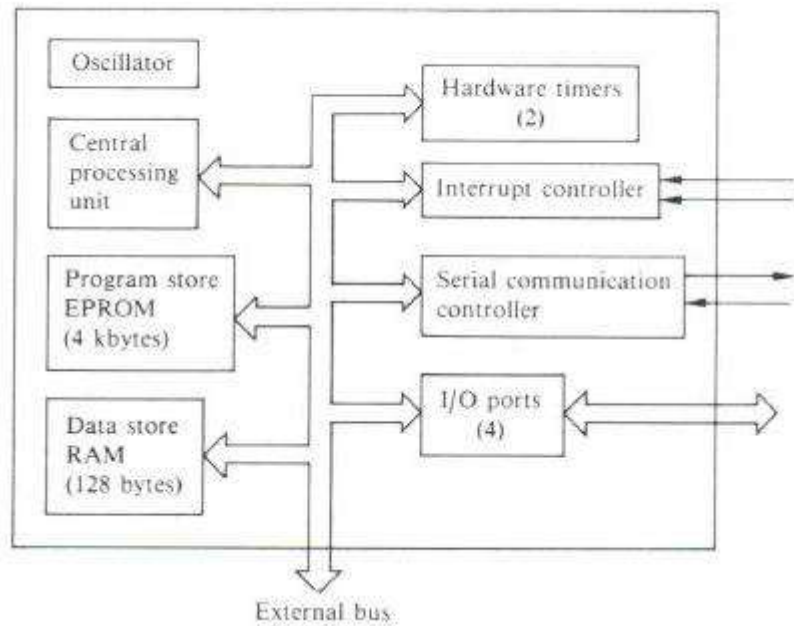 Oscillator
Central
processing
unit
Program store
EPROM
(4 kbytes)
Data store
RAM
(128 bytes)
Hardware timers
(2)
Interrupt controller
Serial communication
controller
I/O ports
(4)
External bus